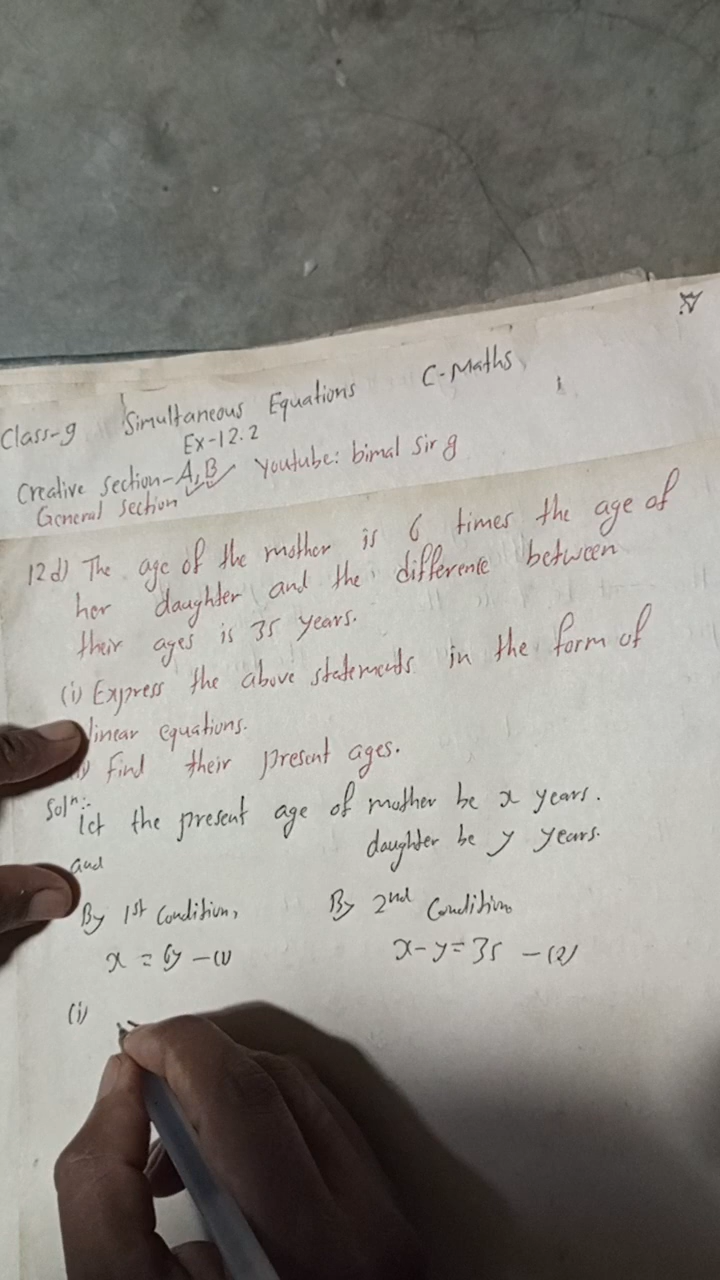 Class-9 Simultaneous Equations C-Maths
Ex-12.2
Creative section-A,B Youtube: bimal sir g
General section
12d) The age of the mother is 6 times the age of
her daughter and the difference between
their ages is 35 years.
(i) Express the above statements in the form of
linear equations.
find their present ages.
Solⁿ:-
let the present age of mother be x years.
and daughter be y years.
By 1st Condition, By 2nd Condition,
x = 6y -(1) x-y=35 -(2)
(i)